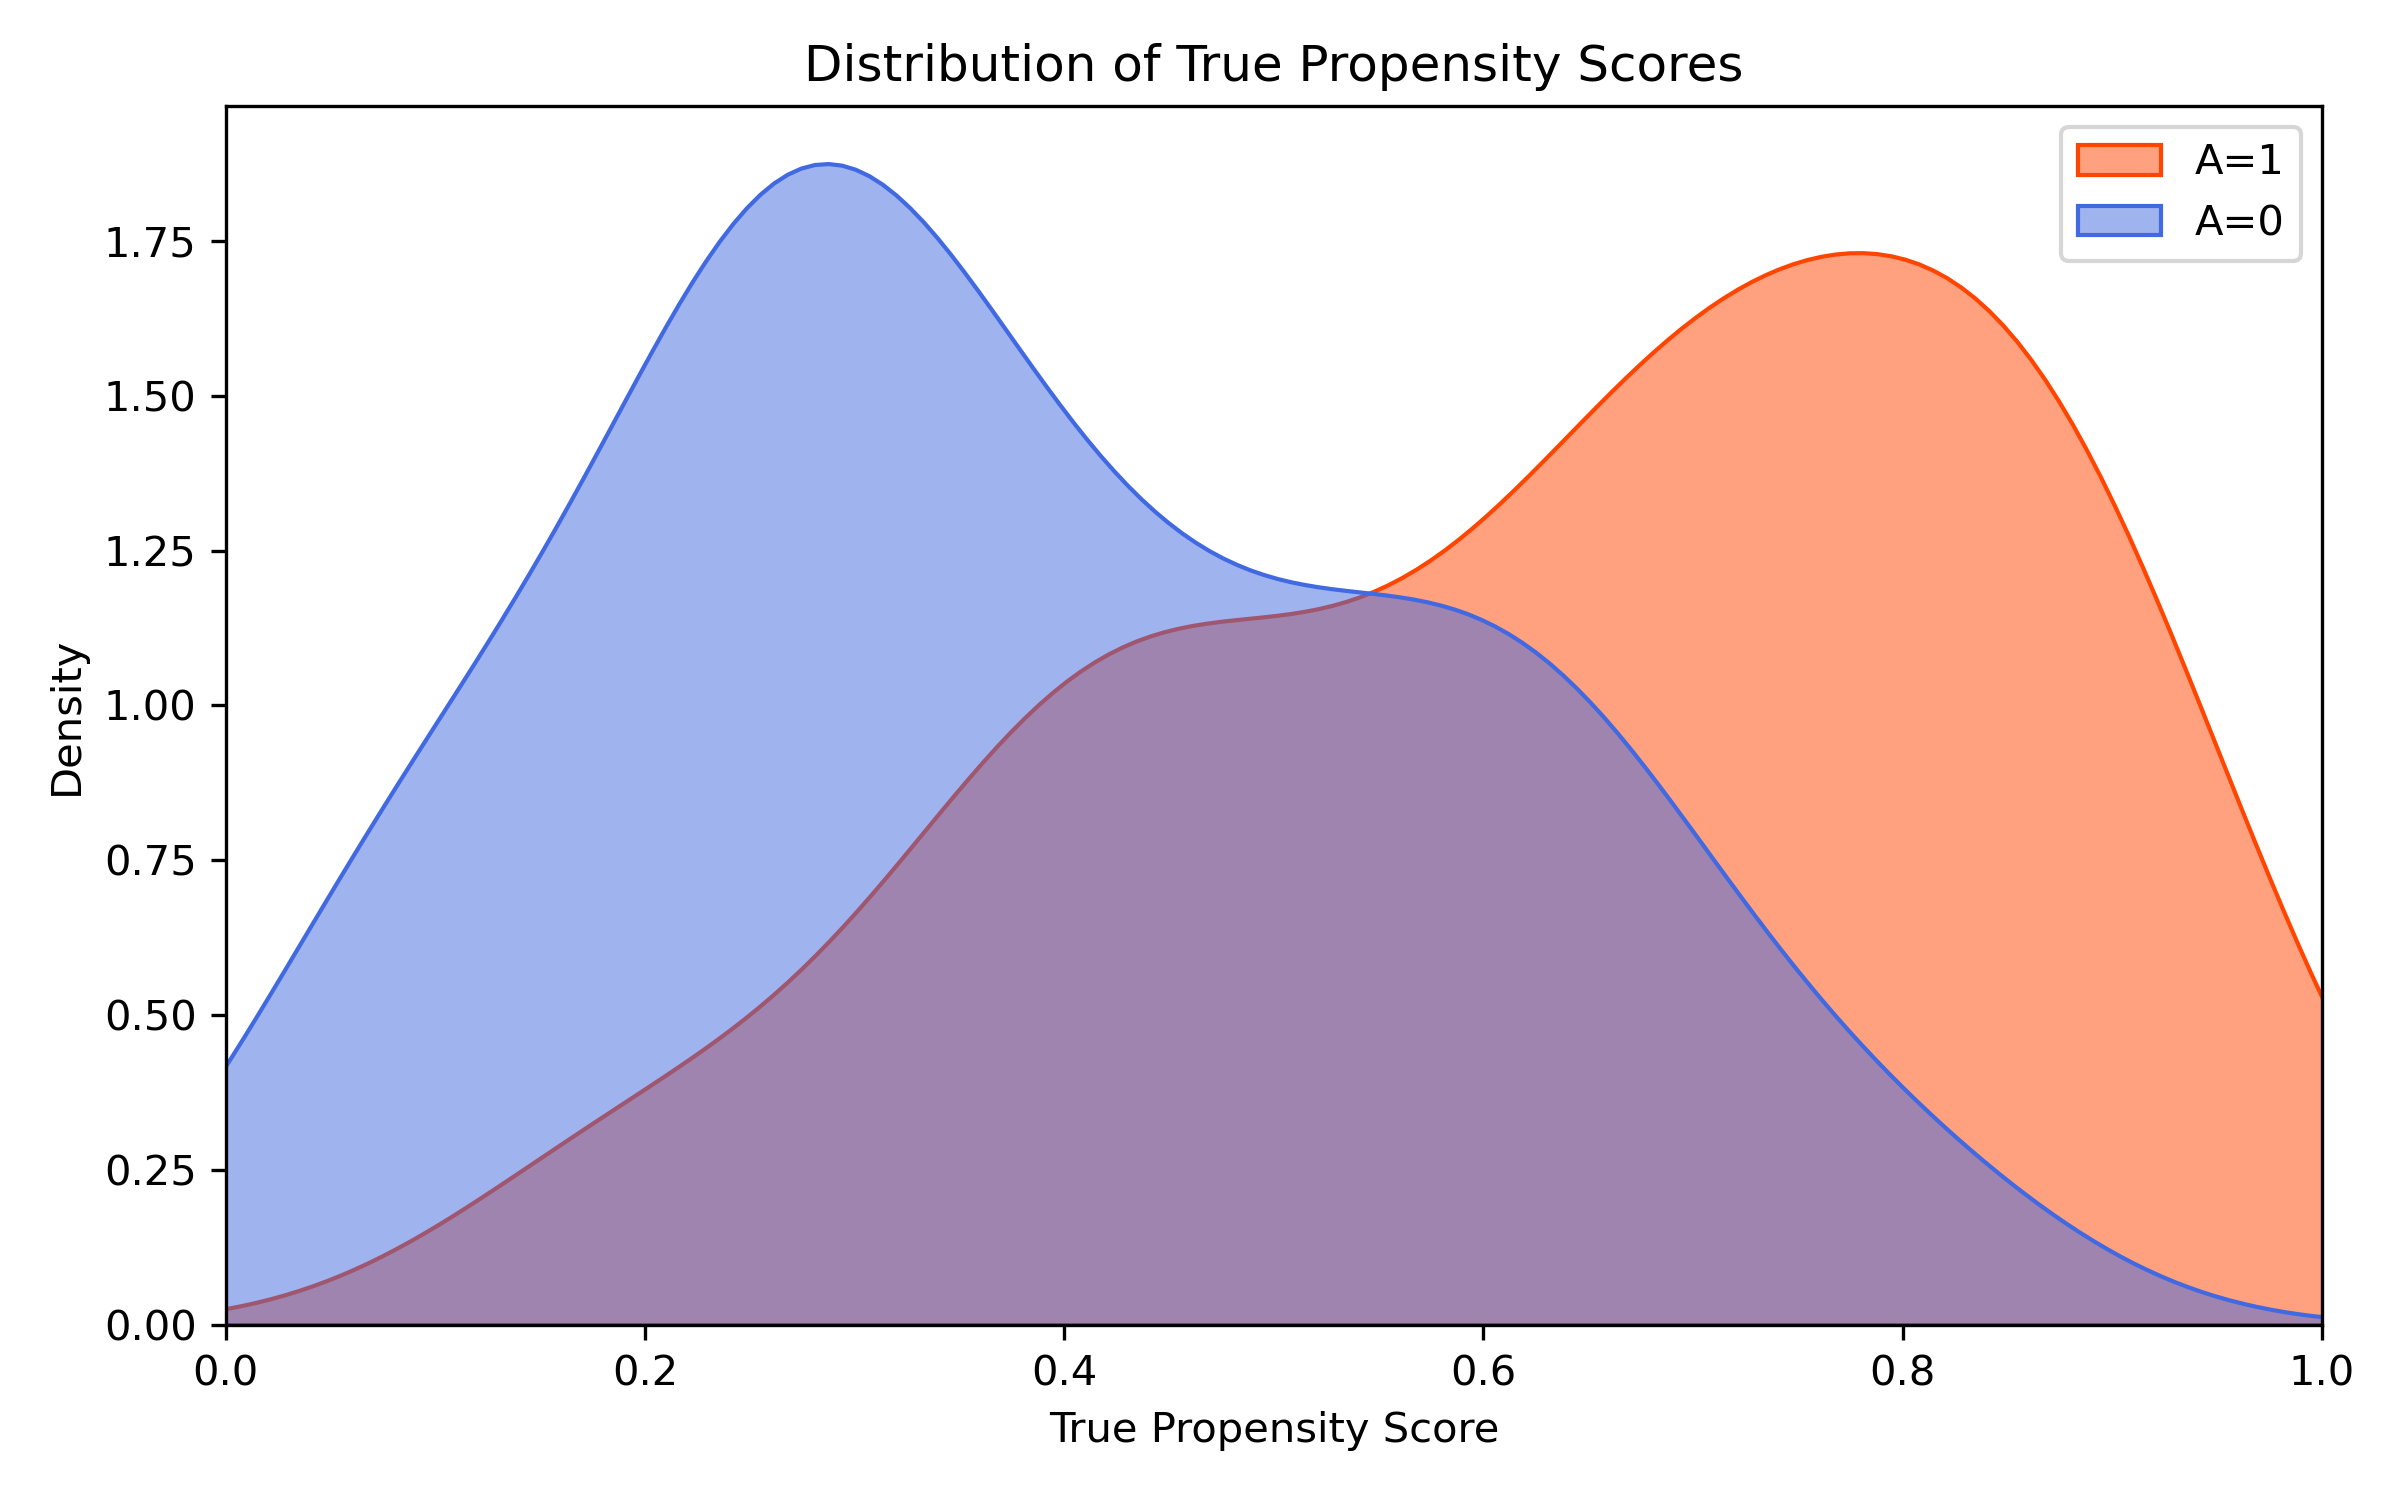 Distribution of True Propensity Scores
A=1
A=0
1.75
1.50
1.25
1.00
0.75
0.50
0.25
0.00
Density
0.0 0.2 0.4 0.6 0.8 1.0
True Propensity Score